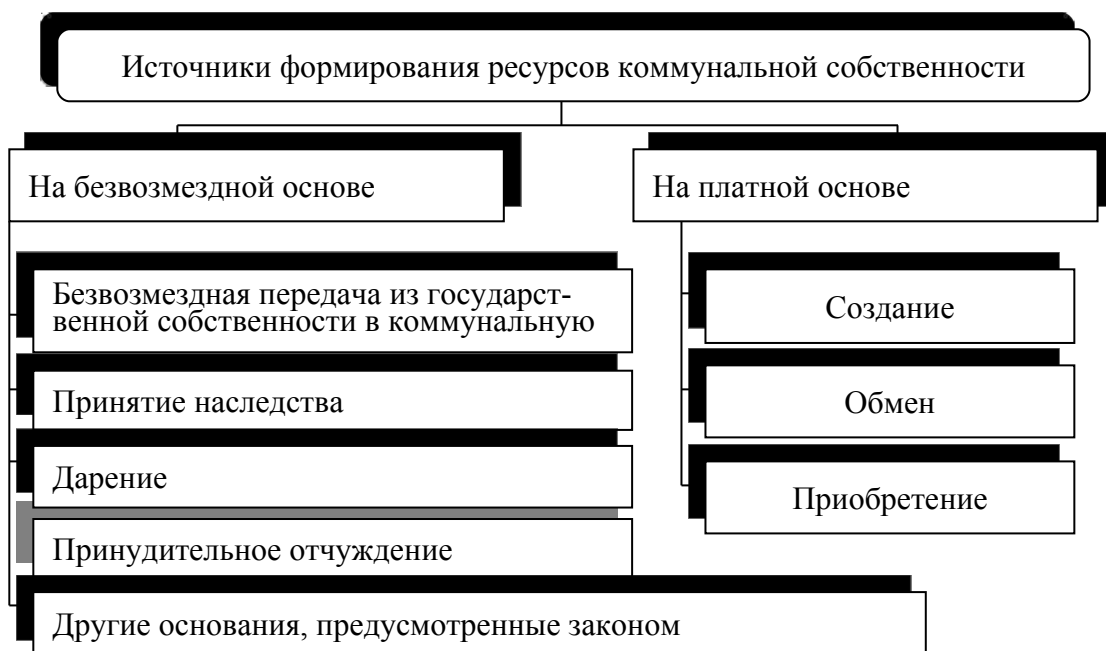 Источники формирования ресурсов коммунальной собственности
На безвозмездной основе
Безвозмездная передача из государст-
венной собственности в коммунальную
Принятие наследства
Дарение
Принудительное отчуждение
Другие основания, предусмотренные законом
На платной основе
Создание
Обмен
Приобретение